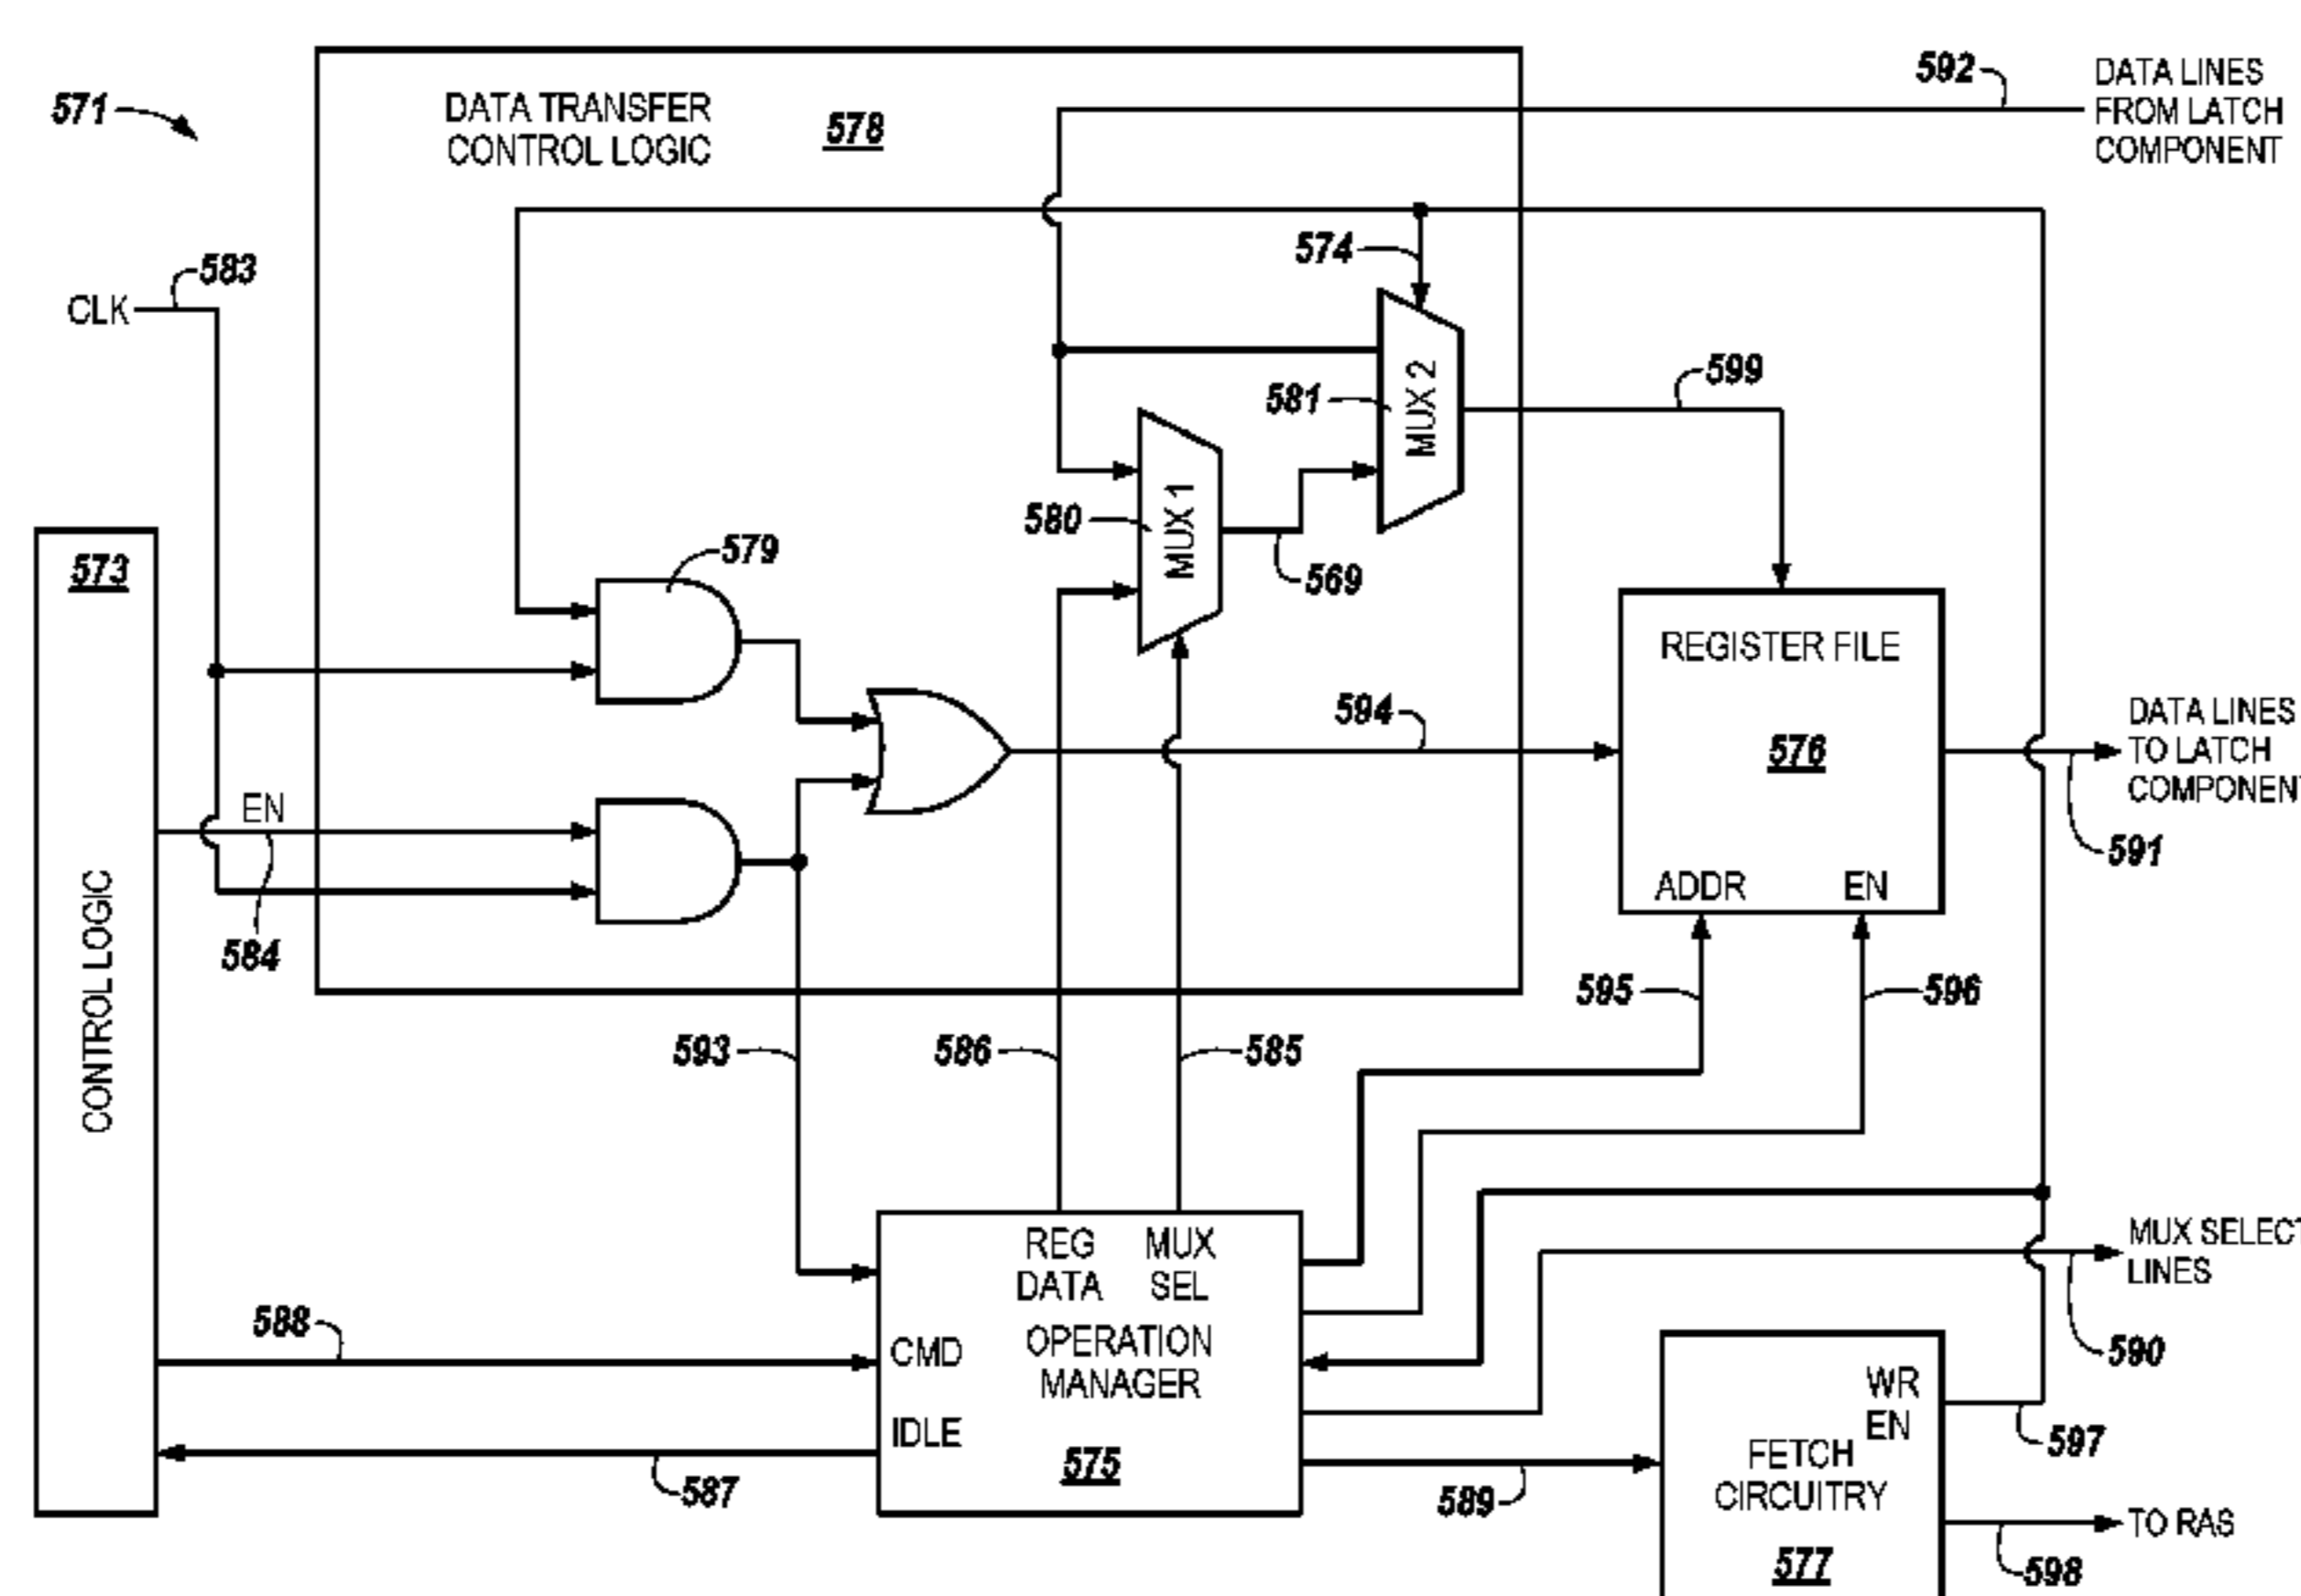 592
DATA LINES
FROM LATCH
COMPONENT
571
DATA TRANSFER
CONTROL LOGIC
578
574
583
CLK
599
581
MUX 2
580
MUX 1
569
573
579
CONTROL LOGIC
REGISTER FILE
576
594
DATA LINES
TO LATCH
COMPONENT
591
EN
584
ADDR
EN
595
596
593
586
585
REG
DATA
MUX
SEL
OPERATION
MANAGER
575
CMD
IDLE
588
587
589
MUX SELECT
LINES
590
WR
EN
FETCH
CIRCUITRY
577
597
TO RAS
598